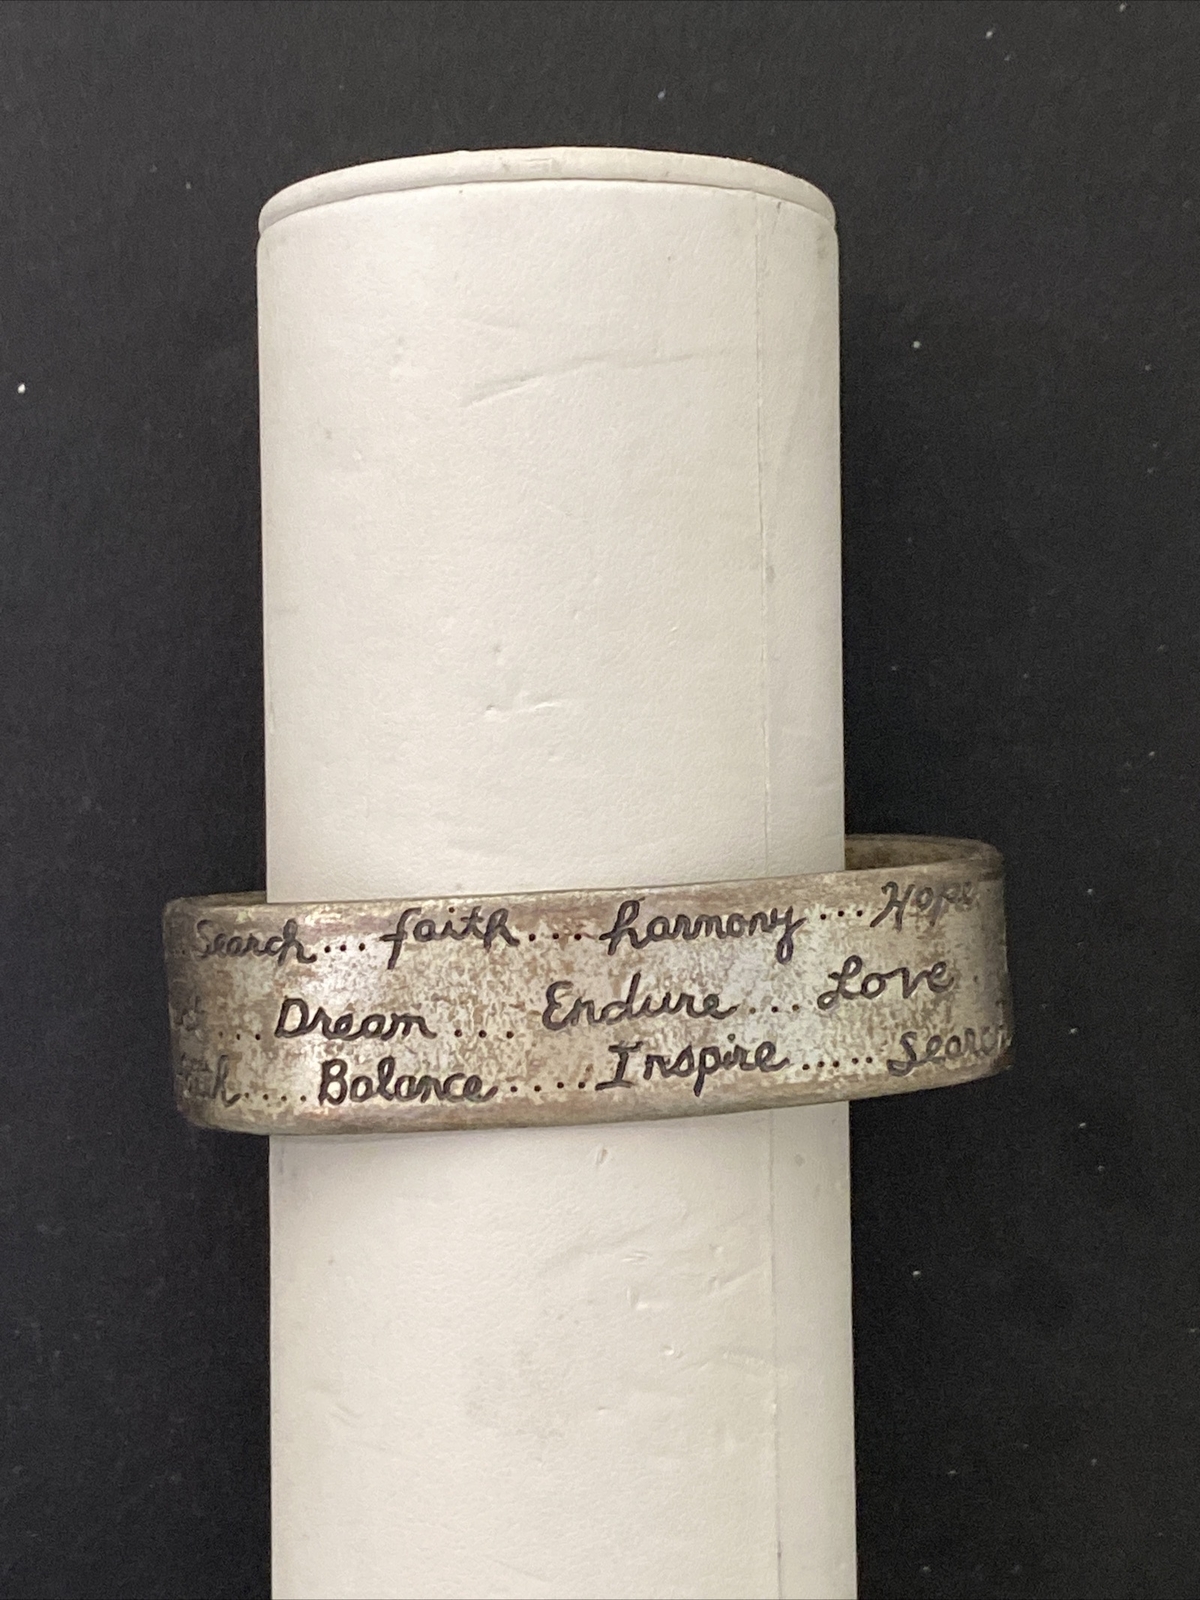 Search... faith.... harmony...Hope
...Dream.... Endure...Love
.....Balance.....Inspire.....Search